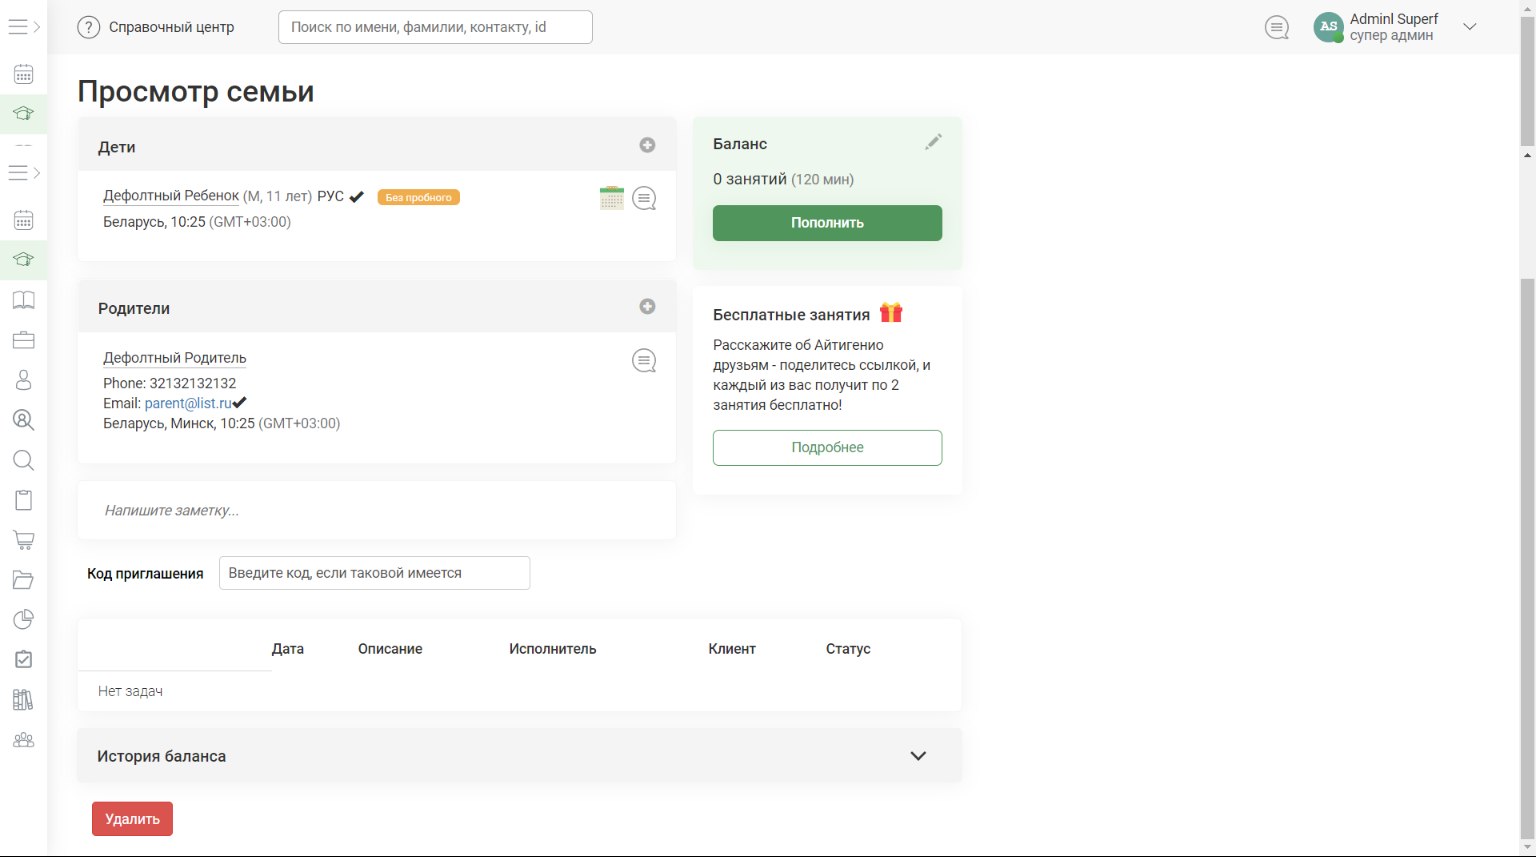 Справочный центр
Поиск по имени, фамилии, контакту, id
AS
Adminl Superf
супер админ
Просмотр семьи
Дети
Дефолтный Ребенок (М, 11 лет) РУС Без пробного
Беларусь, 10:25 (GMT+03:00)
Родители
Дефолтный Родитель
Phone: 32132132132
Email: parent@list.ru
Беларусь, Минск, 10:25 (GMT+03:00)
Напишите заметку...
Баланс
0 занятий (120 мин)
Пополнить
Бесплатные занятия
Расскажите об Айтигенио
друзьям - поделитесь ссылкой, и
каждый из вас получит по 2
занятия бесплатно!
Подробнее
Код приглашения Введите код, если таковой имеется
Дата Описание Исполнитель Клиент Статус
Нет задач
История баланса
Удалить